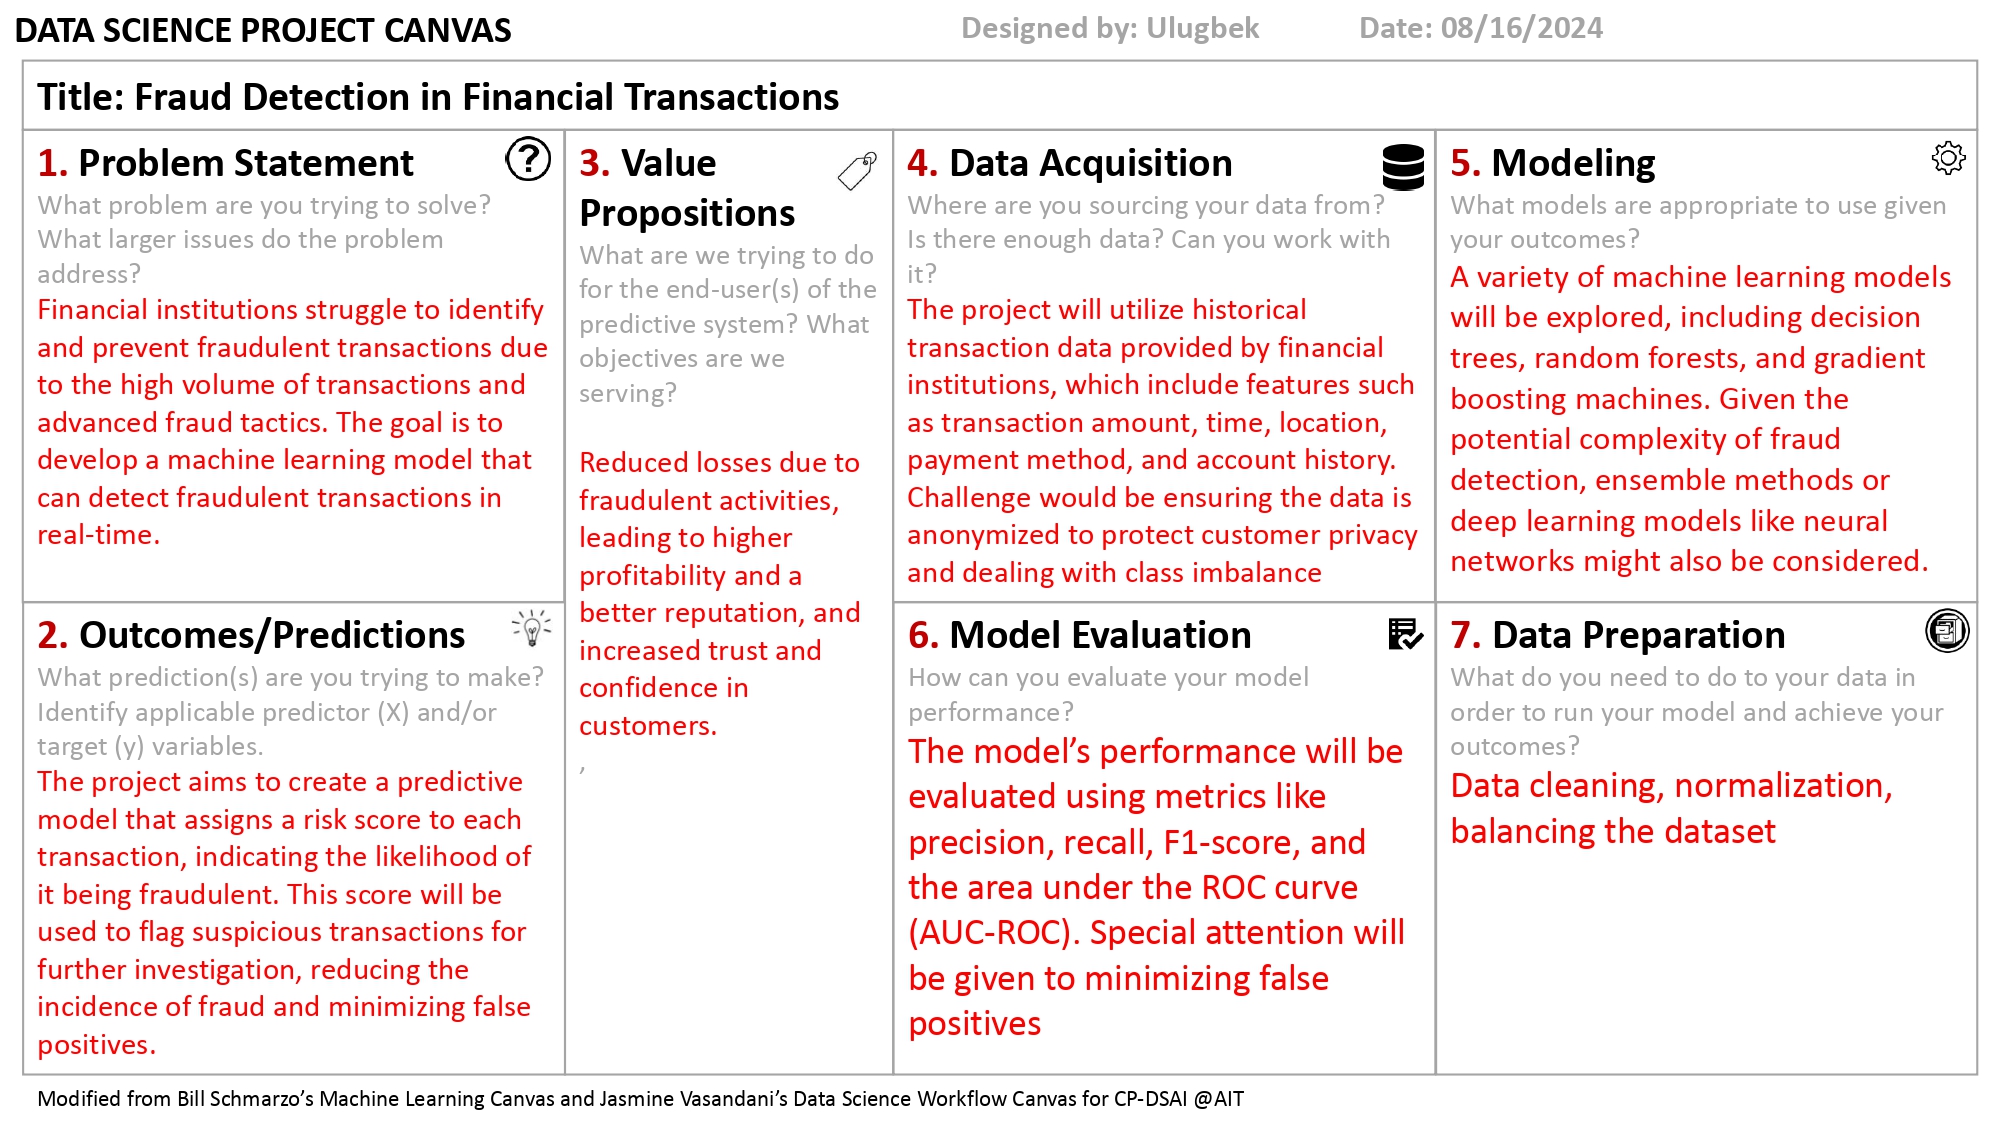 DATA SCIENCE PROJECT CANVAS
Designed by: Ulugbek
Date: 08/16/2024
Title: Fraud Detection in Financial Transactions
1. Problem Statement
What problem are you trying to solve?
What larger issues do the problem
address?
Financial institutions struggle to identify
and prevent fraudulent transactions due
to the high volume of transactions and
advanced fraud tactics. The goal is to
develop a machine learning model that
can detect fraudulent transactions in
real-time.
2. Outcomes/Predictions
What prediction(s) are you trying to make?
Identify applicable predictor (X) and/or
target (y) variables.
The project aims to create a predictive
model that assigns a risk score to each
transaction, indicating the likelihood of
it being fraudulent. This score will be
used to flag suspicious transactions for
further investigation, reducing the
incidence of fraud and minimizing false
positives.
3. Value
Propositions
What are we trying to do
for the end-user(s) of the
predictive system? What
objectives are we
serving?
Reduced losses due to
fraudulent activities,
leading to higher
profitability and a
better reputation, and
increased trust and
confidence in
customers.
,
4. Data Acquisition
Where are you sourcing your data from?
Is there enough data? Can you work with
it?
The project will utilize historical
transaction data provided by financial
institutions, which include features such
as transaction amount, time, location,
payment method, and account history.
Challenge would be ensuring the data is
anonymized to protect customer privacy
and dealing with class imbalance
5. Modeling
What models are appropriate to use given
your outcomes?
A variety of machine learning models
will be explored, including decision
trees, random forests, and gradient
boosting machines. Given the
potential complexity of fraud
detection, ensemble methods or
deep learning models like neural
networks might also be considered.
6. Model Evaluation
How can you evaluate your model
performance?
The model’s performance will be
evaluated using metrics like
precision, recall, F1-score, and
the area under the ROC curve
(AUC-ROC). Special attention will
be given to minimizing false
positives
7. Data Preparation
What do you need to do to your data in
order to run your model and achieve your
outcomes?
Data cleaning, normalization,
balancing the dataset
Modified from Bill Schmarzo’s Machine Learning Canvas and Jasmine Vasandani’s Data Science Workflow Canvas for CP-DSAI @AIT